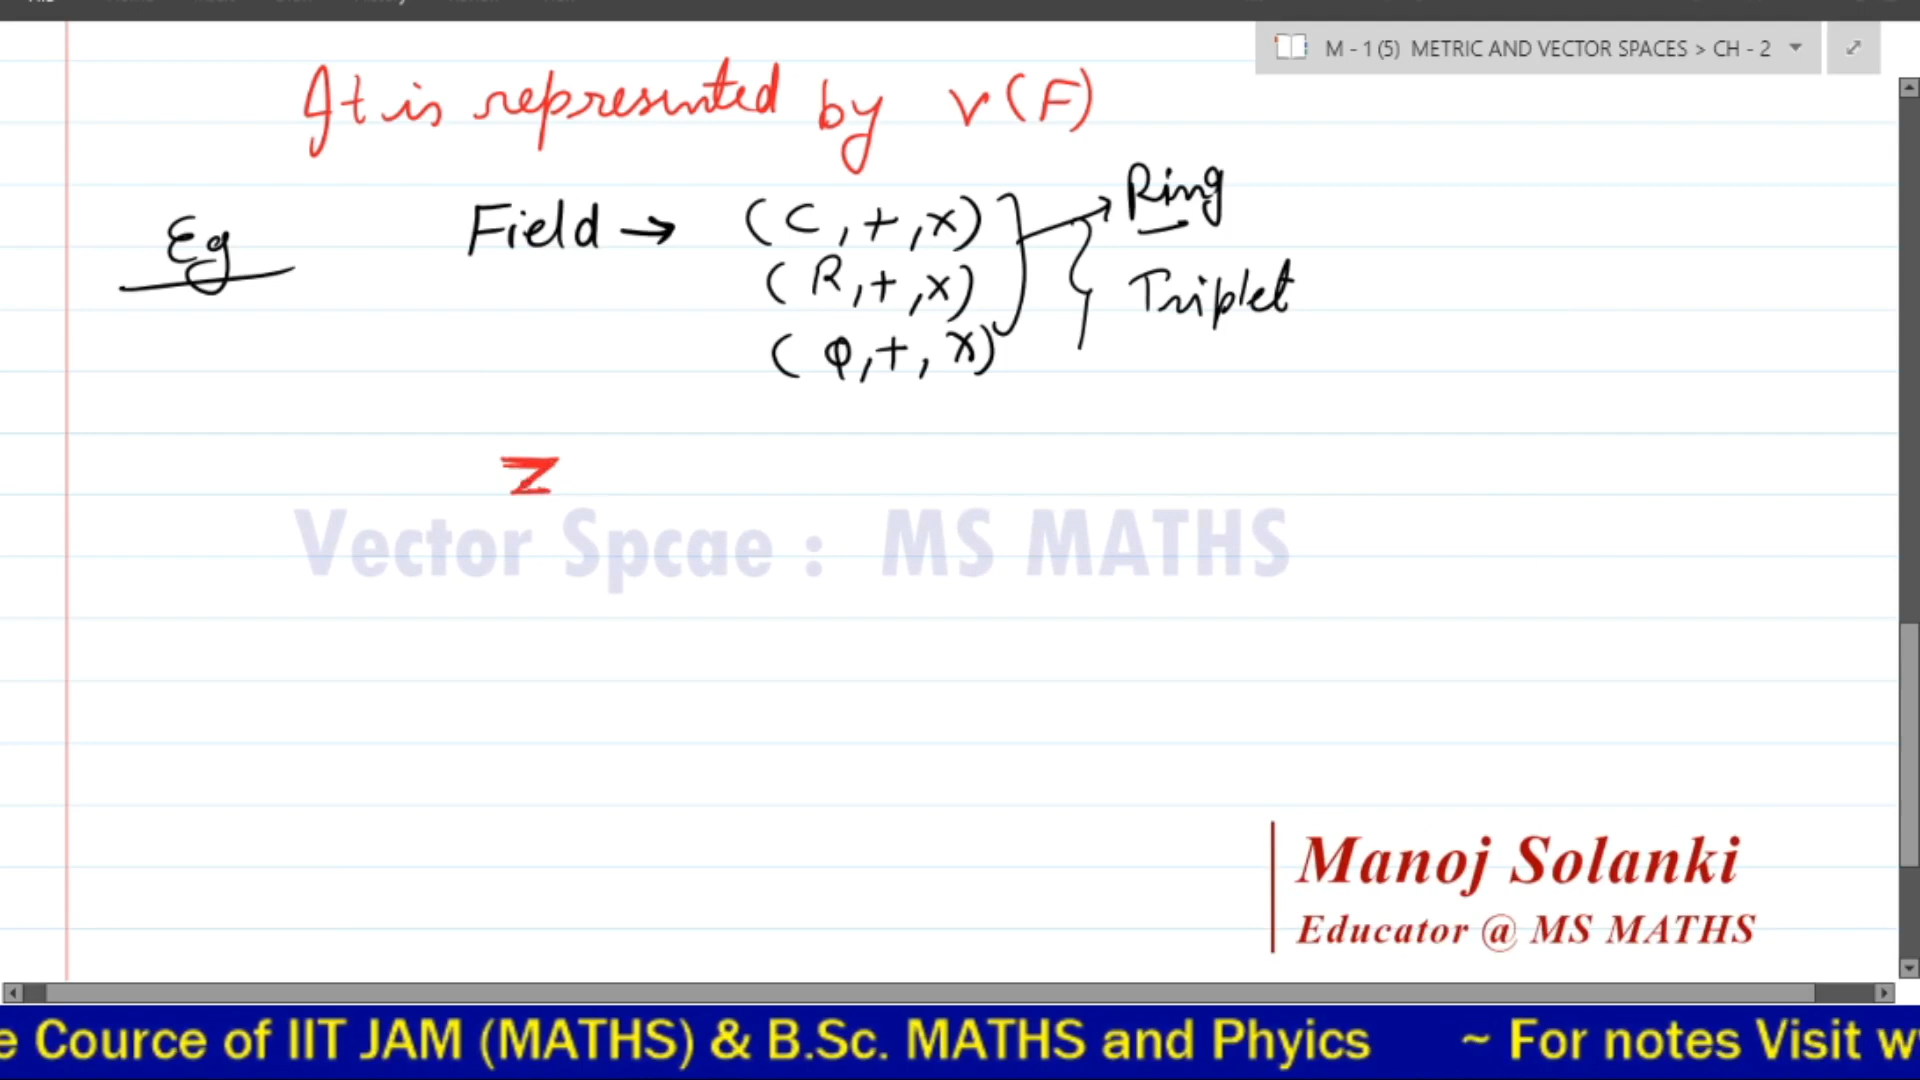 M - 1 (5) METRIC AND VECTOR SPACES > CH - 2
It is represented by V(F)
Eg Field → (C, +, x) Ring
(R, +, x) Triplet
(Q, +, x)
Z
Vector Spcae : MS MATHS
Manoj Solanki
Educator @ MS MATHS
e Cource of IIT JAM (MATHS) & B.Sc. MATHS and Phyics ~ For notes Visit w